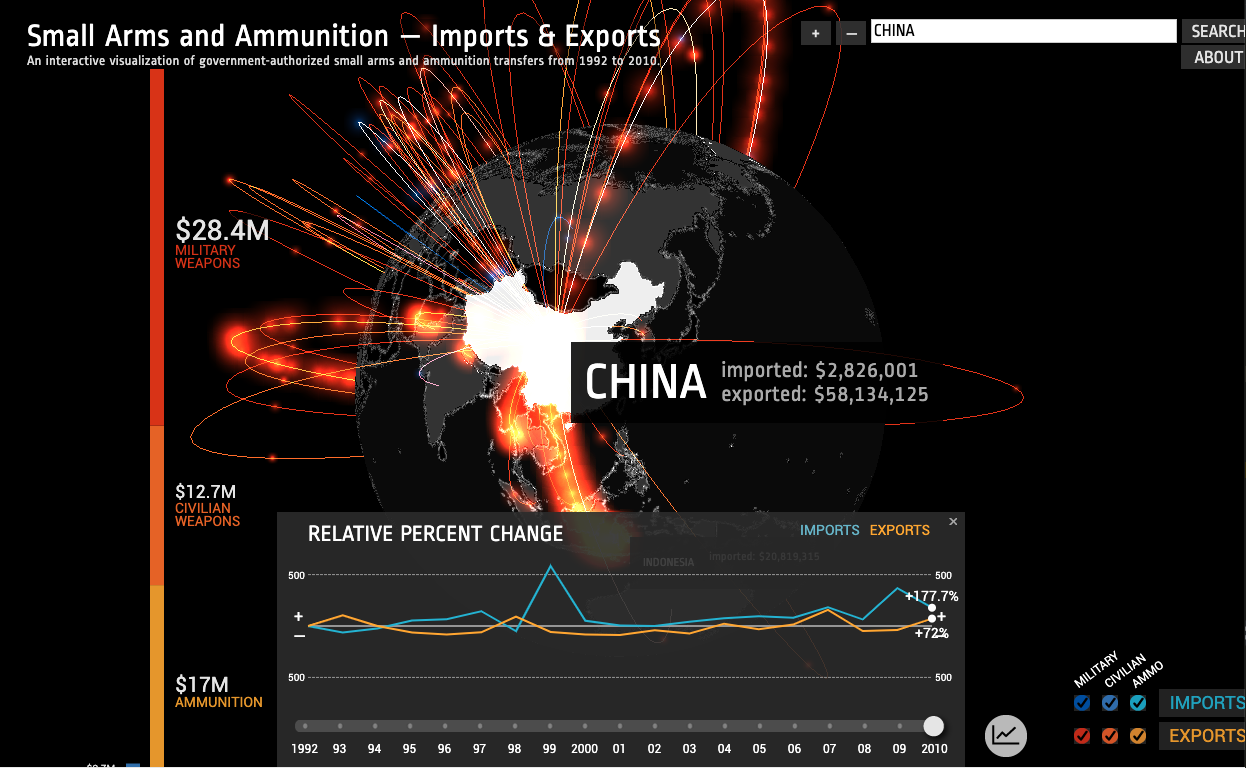 Small Arms and Ammunition — Imports & Exports
An interactive visualization of government-authorized small arms and ammunition transfers from 1992 to 2010.
+
—
CHINA
SEARCH
ABOUT
$28.4M
MILITARY
WEAPONS
$12.7M
CIVILIAN
WEAPONS
$17M
AMMUNITION
CHINA
imported: $2,826,001
exported: $58,134,125
RELATIVE PERCENT CHANGE
IMPORTS EXPORTS
×
INDONESIA
Imported: $20,819,315
500 500
+177.7%
+ +
—
+72%
500 500
1992 93 94 95 96 97 98 99 2000 01 02 03 04 05 06 07 08 09 2010
MILITARY
CIVILIAN
AMMO
IMPORTS
EXPORTS